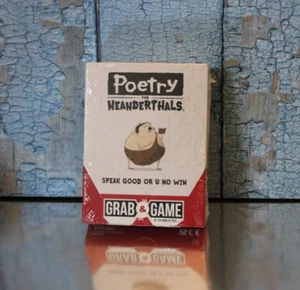 Poetry
FOR
NEANDERTHALS
SPEAK GOOD OR U NO WIN
GRAB & GAME